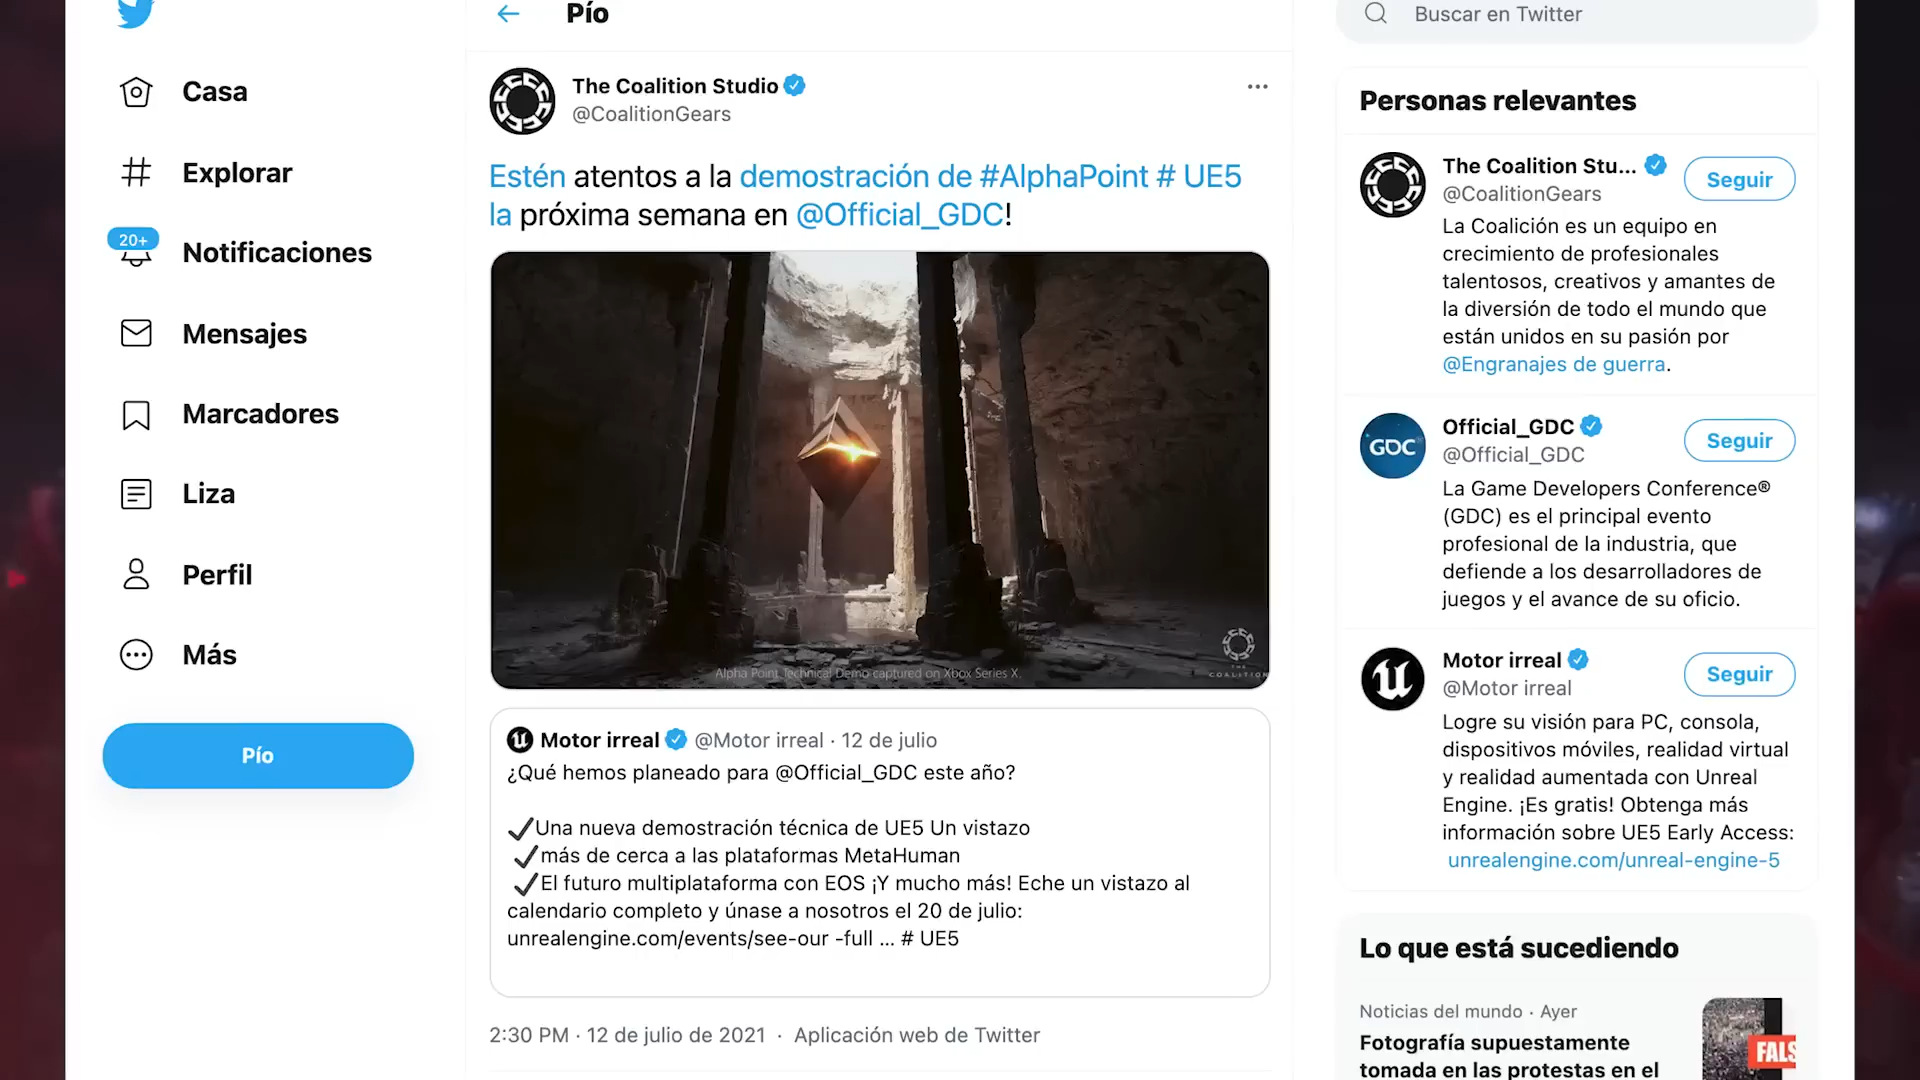 Casa
Explorar
20+
Notificaciones
Mensajes
Marcadores
Liza
Perfil
Más
Pío
Pío
The Coalition Studio
@CoalitionGears
Estén atentos a la demostración de #AlphaPoint # UE5
la próxima semana en @Official_GDC!
Alpha Point Technical Demo captured on Xbox Series X.
THE
COALITION
Motor irreal @Motor irreal · 12 de julio
¿Qué hemos planeado para @Official_GDC este año?
✔Una nueva demostración técnica de UE5 Un vistazo
✔más de cerca a las plataformas MetaHuman
✔El futuro multiplataforma con EOS ¡Y mucho más! Eche un vistazo al
calendario completo y únase a nosotros el 20 de julio:
unrealengine.com/events/see-our -full ... # UE5
2:30 PM · 12 de julio de 2021 · Aplicación web de Twitter
Buscar en Twitter
Personas relevantes
The Coalition Stu...
Seguir
@CoalitionGears
La Coalición es un equipo en
crecimiento de profesionales
talentosos, creativos y amantes de
la diversión de todo el mundo que
están unidos en su pasión por
@Engranajes de guerra.
GDC
Official_GDC
Seguir
@Official_GDC
La Game Developers Conference®
(GDC) es el principal evento
profesional de la industria, que
defiende a los desarrolladores de
juegos y el avance de su oficio.
Motor irreal
Seguir
@Motor irreal
Logre su visión para PC, consola,
dispositivos móviles, realidad virtual
y realidad aumentada con Unreal
Engine. ¡Es gratis! Obtenga más
información sobre UE5 Early Access:
unrealengine.com/unreal-engine-5
Lo que está sucediendo
Noticias del mundo · Ayer
Fotografía supuestamente
tomada en las protestas en el
FALS